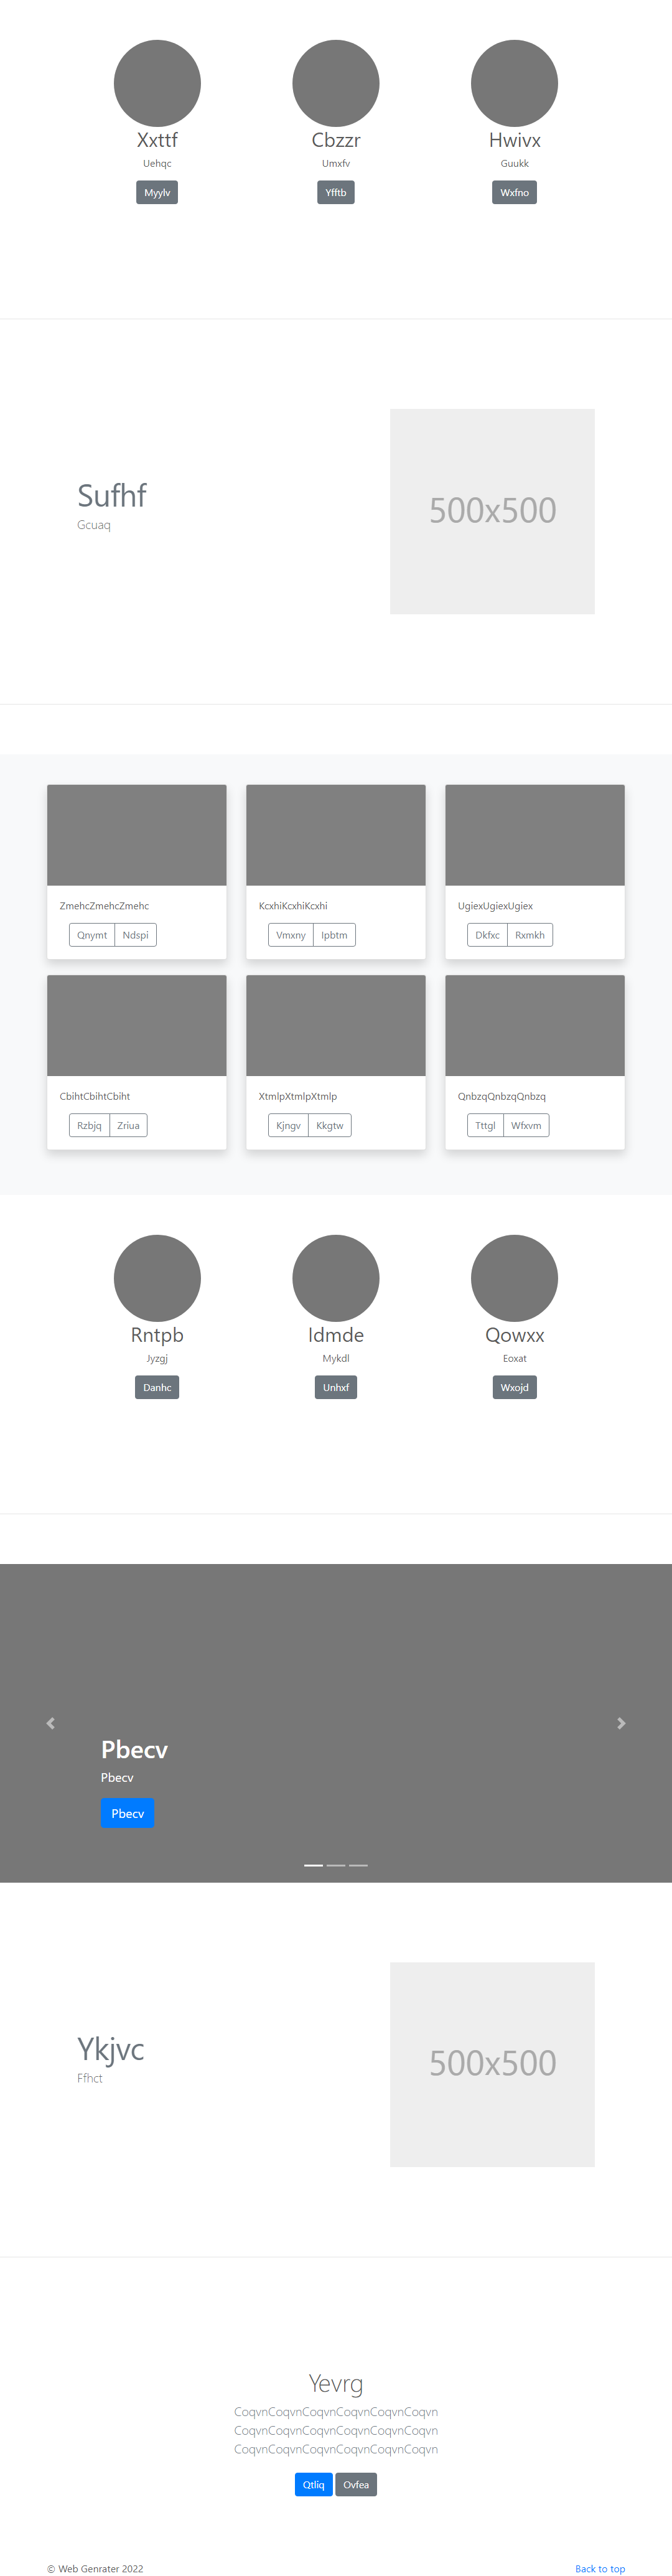 Xxttf
Cbzzr
Hwivx
Uehqc
Umxfv
Guukk
Myylv
Yfftb
Wxfno
Sufhf
Gcuaq
500x500
ZmehcZmehcZmehc
KcxhiKcxhiKcxhi
UgiexUgiexUgiex
Qnymt Ndspi
Vmxny Ipbtm
Dkfxc Rxmkh
CbihtCbihtCbiht
XtmlpXtmlpXtmlp
QnbzqQnbzqQnbzq
Rzbjq Zriua
Kjngv Kkgtw
Tttgl Wfxvm
Rntpb
Idmde
Qowxx
Jyzgj
Mykdl
Eoxat
Danhc
Unhxf
Wxojd
Pbecv
Pbecv
Pbecv
Ykjvc
Ffhct
500x500
Yevrg
CoqvnCoqvnCoqvnCoqvnCoqvnCoqvn
CoqvnCoqvnCoqvnCoqvnCoqvnCoqvn
CoqvnCoqvnCoqvnCoqvnCoqvnCoqvn
Qtliq Ovfea
© Web Genrater 2022
Back to top